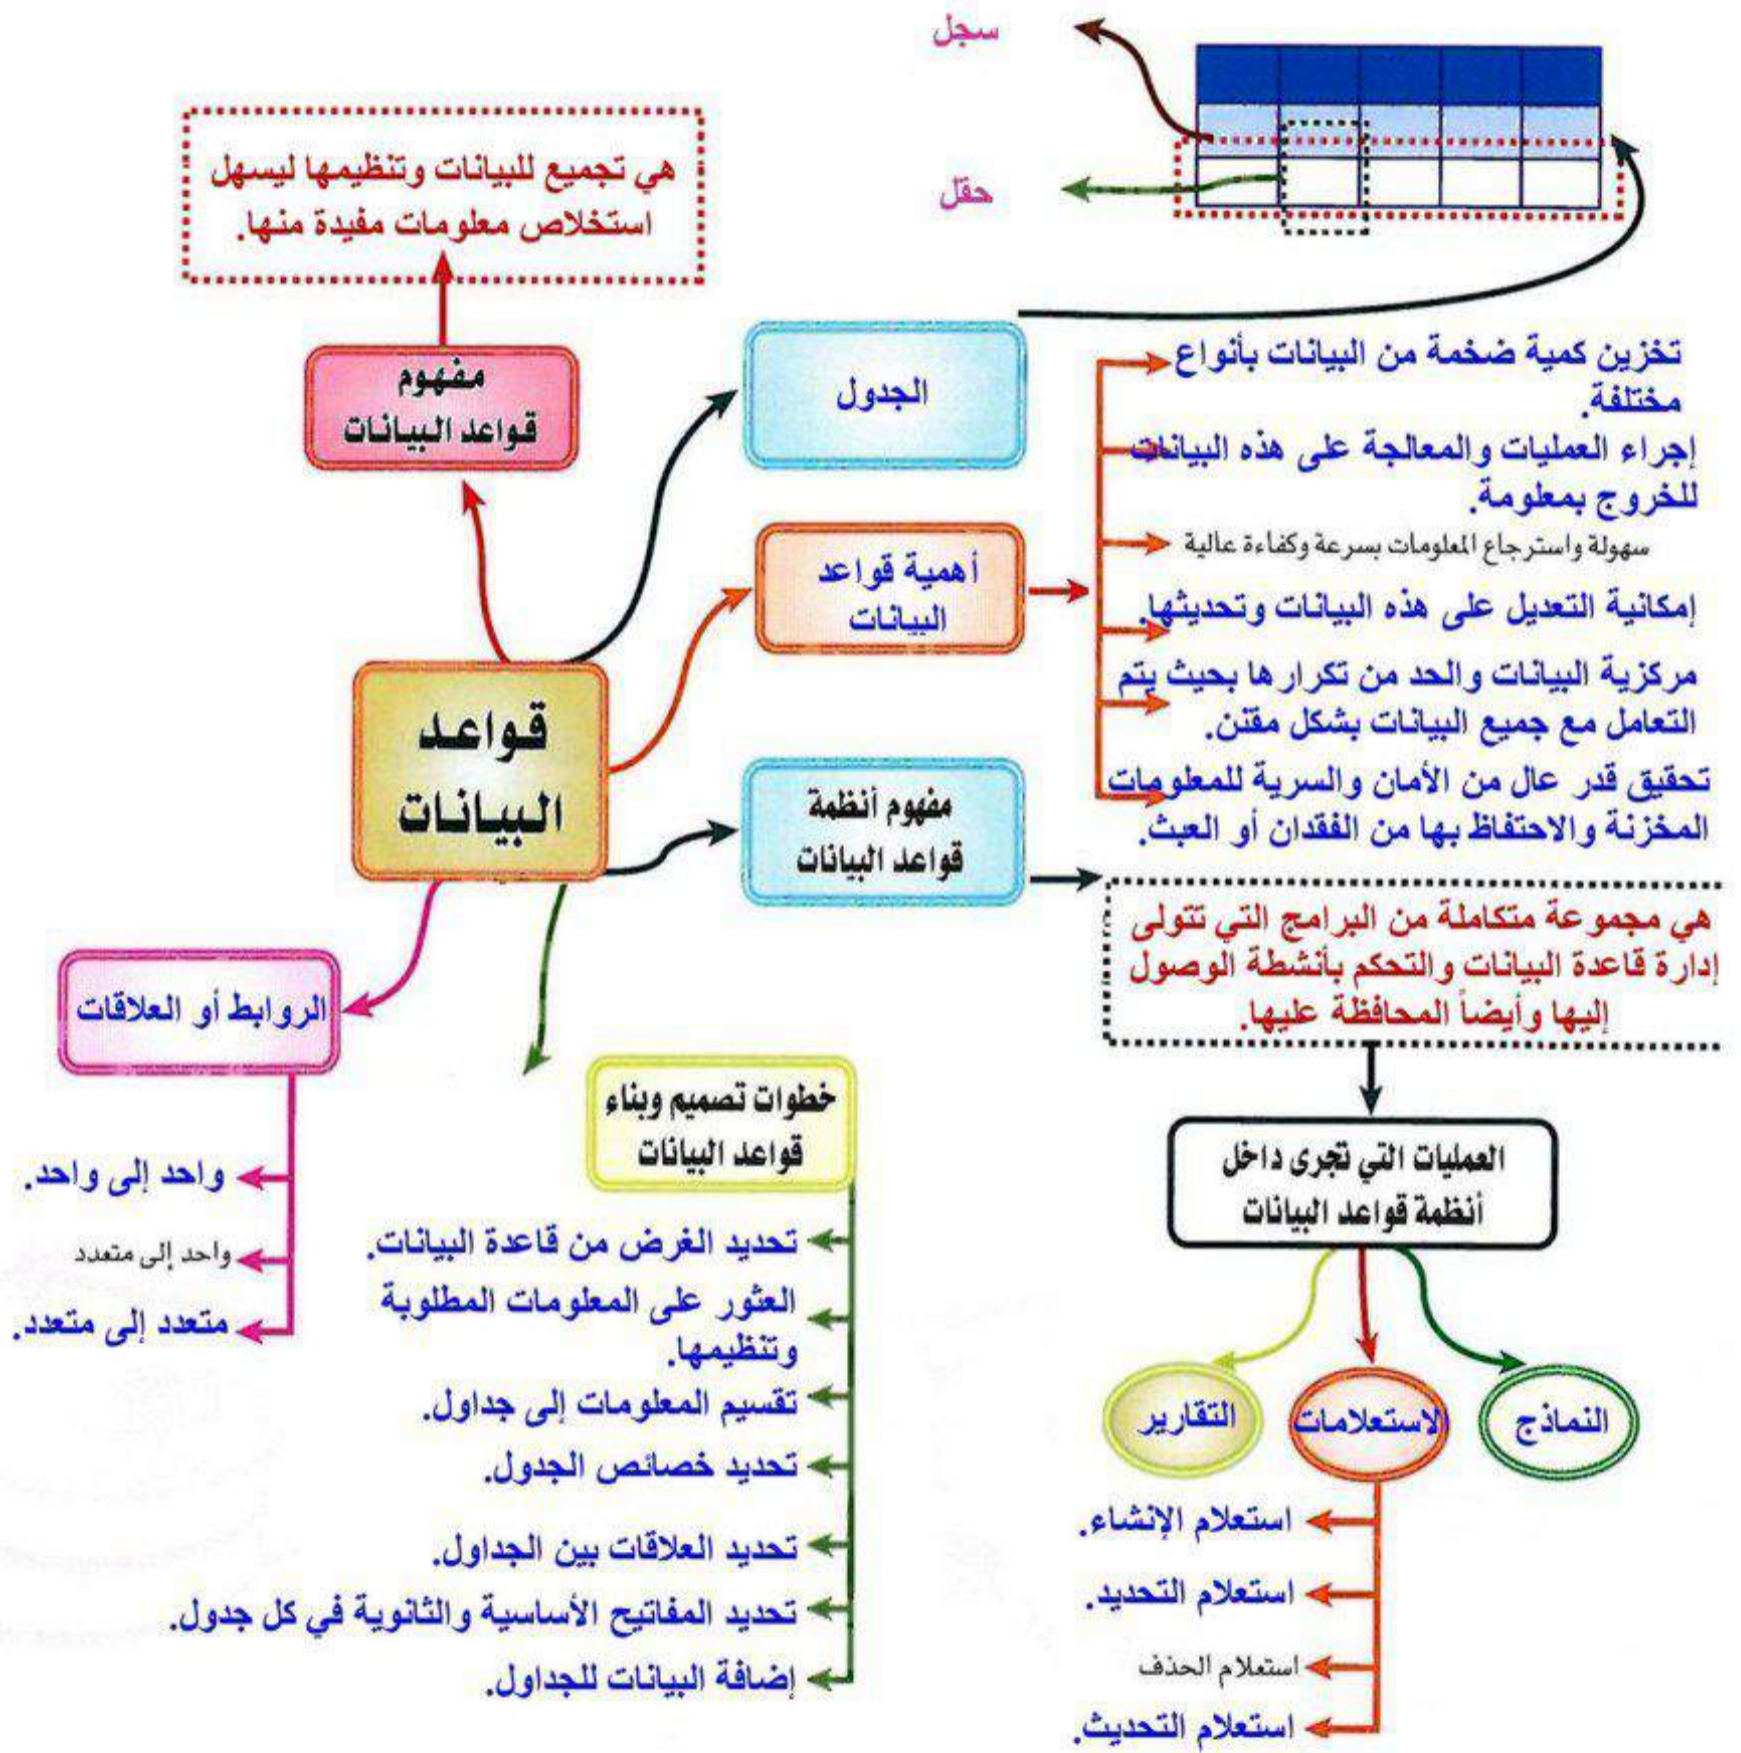 سجل
حقل
هي تجميع للبيانات وتنظيمها ليسهل
استخلاص معلومات مفيدة منها.
مفهوم
قواعد البيانات
الجدول
أهمية قواعد
البيانات
تخزين كمية ضخمة من البيانات بأنواع
مختلفة.
إجراء العمليات والمعالجة على هذه البيانات
للخروج بمعلومة.
سهولة واسترجاع المعلومات بسرعة وكفاءة عالية
إمكانية التعديل على هذه البيانات وتحديثها.
مركزية البيانات والحد من تكرارها بحيث يتم
التعامل مع جميع البيانات بشكل مقنن.
تحقيق قدر عال من الأمان والسرية للمعلومات
المخزنة والاحتفاظ بها من الفقدان أو العبث.
قواعد
البيانات
مفهوم أنظمة
قواعد البيانات
هي مجموعة متكاملة من البرامج التي تتولى
إدارة قاعدة البيانات والتحكم بأنشطة الوصول
إليها وأيضاً المحافظة عليها.
العمليات التي تجرى داخل
أنظمة قواعد البيانات
النماذج
الاستعلامات
التقارير
استعلام الإنشاء.
استعلام التحديد.
استعلام الحذف
استعلام التحديث.
خطوات تصميم وبناء
قواعد البيانات
تحديد الغرض من قاعدة البيانات.
العثور على المعلومات المطلوبة
وتنظيمها.
تقسيم المعلومات إلى جداول.
تحديد خصائص الجدول.
تحديد العلاقات بين الجداول.
تحديد المفاتيح الأساسية والثانوية في كل جدول.
إضافة البيانات للجداول.
الروابط أو العلاقات
واحد إلى واحد.
واحد إلى متعدد
متعدد إلى متعدد.